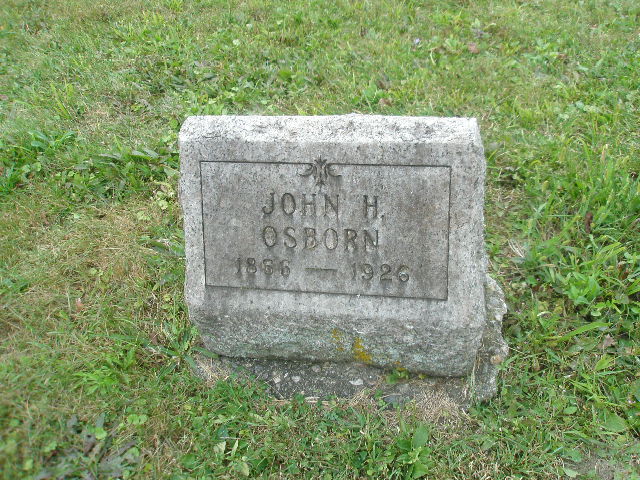 JOHN H.
OSBORN
1866 — 1926